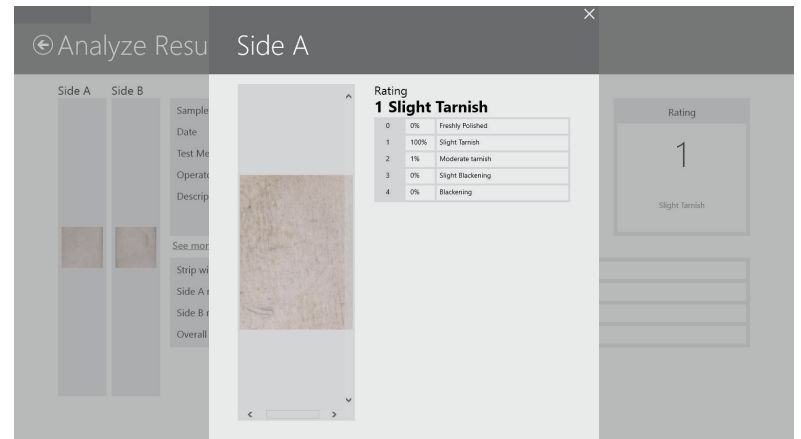 Analyze Resu
Side A
Side A Side B
Sample
Date
Test Me
Operato
Descrip
See mor
Strip wi
Side A r
Side B r
Overall
Rating
1 Slight Tarnish
0 0% Freshly Polished
1 100% Slight Tarnish
2 1% Moderate tarnish
3 0% Slight Blackening
4 0% Blackening
Rating
1
Slight Tarnish